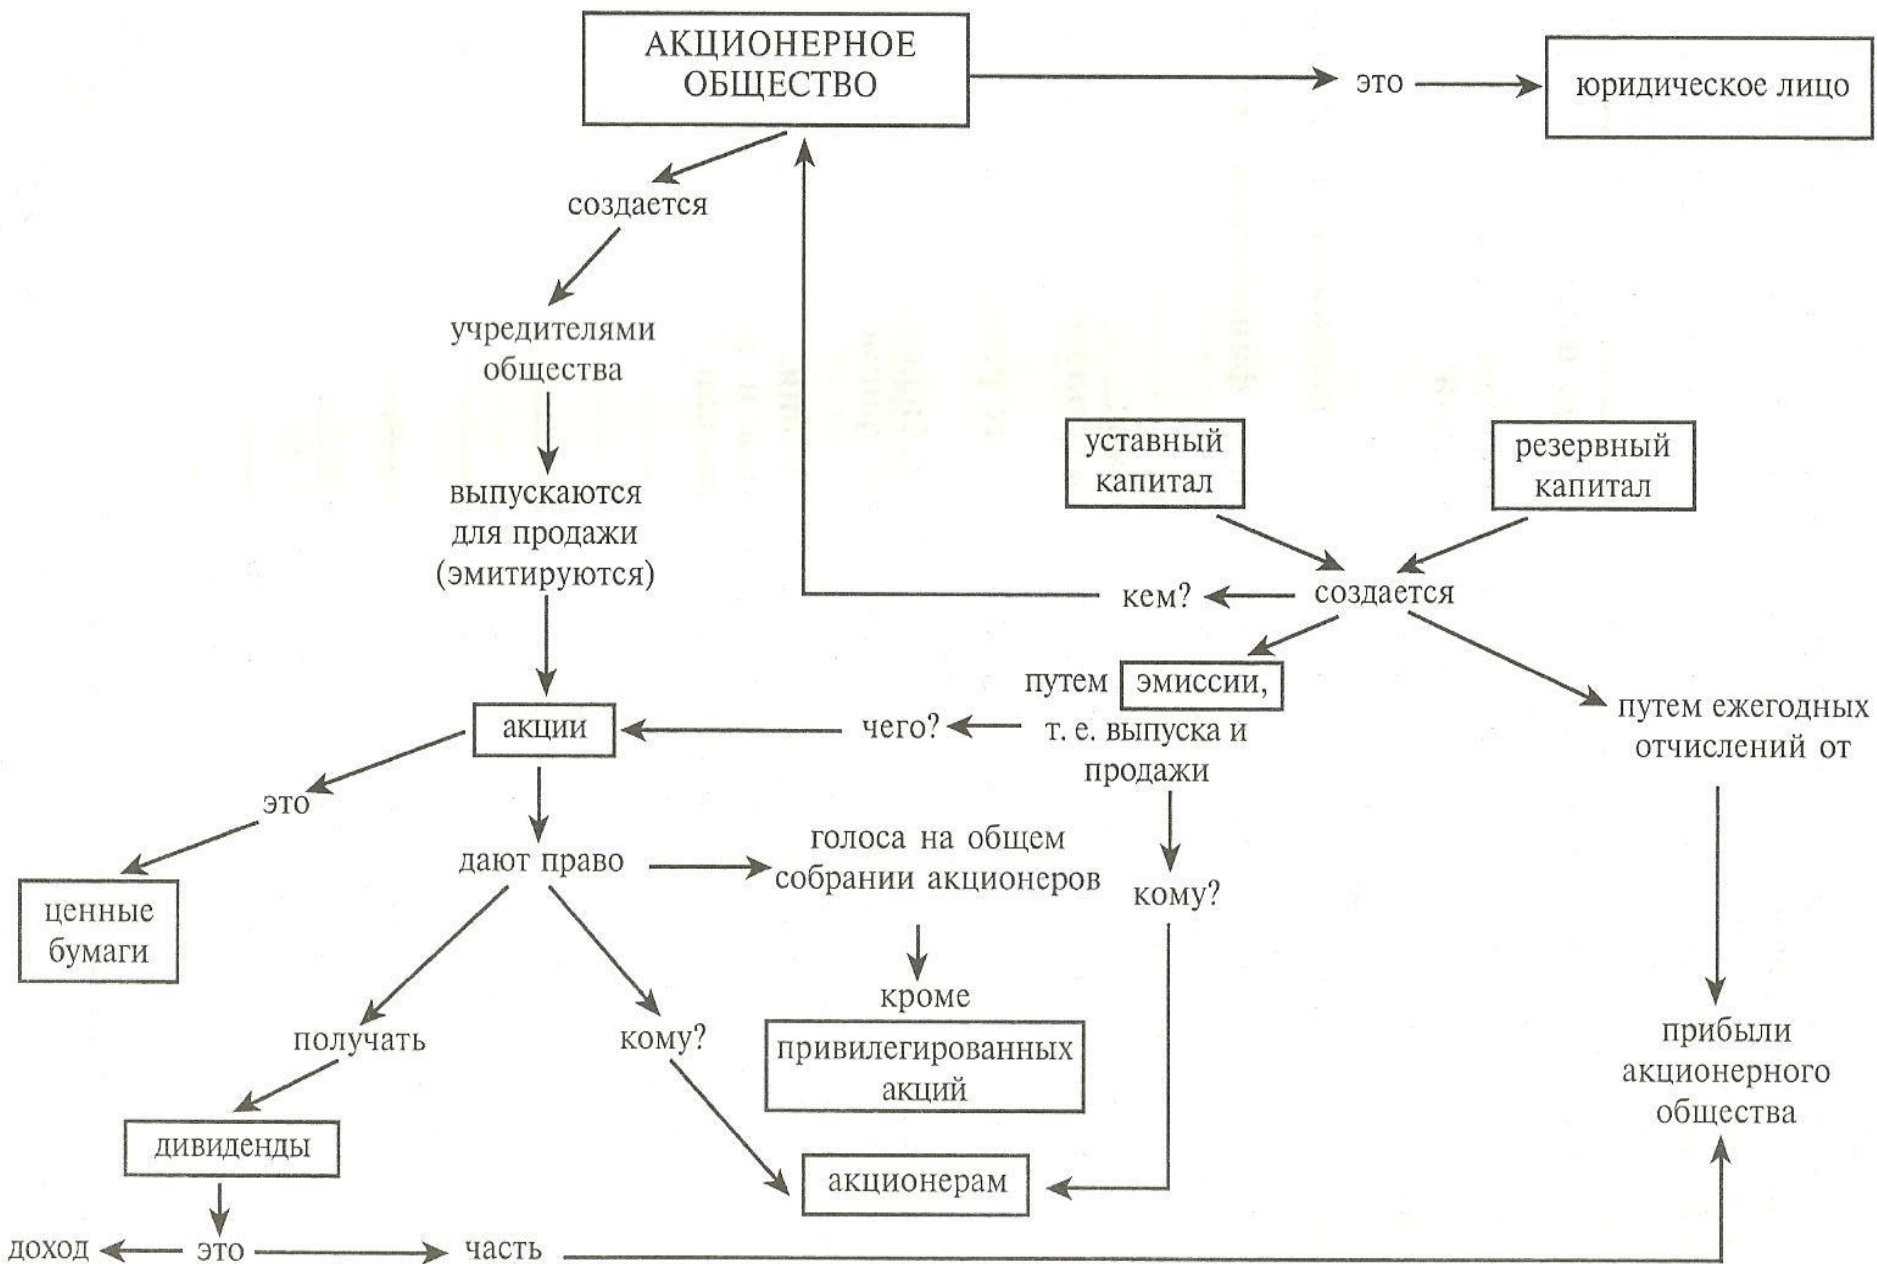 АКЦИОНЕРНОЕ
ОБЩЕСТВО
это
юридическое лицо
создается
учредителями
общества
выпускаются
для продажи
(эмитируются)
уставный
капитал
резервный
капитал
кем?
создается
путем эмиссии,
т. е. выпуска и
продажи
чего?
акции
путем ежегодных
отчислений от
это
ценные
бумаги
дают право
голоса на общем
собрании акционеров
кому?
кроме
привилегированных
акций
получать
кому?
прибыли
акционерного
общества
дивиденды
акционерам
доход
это
часть